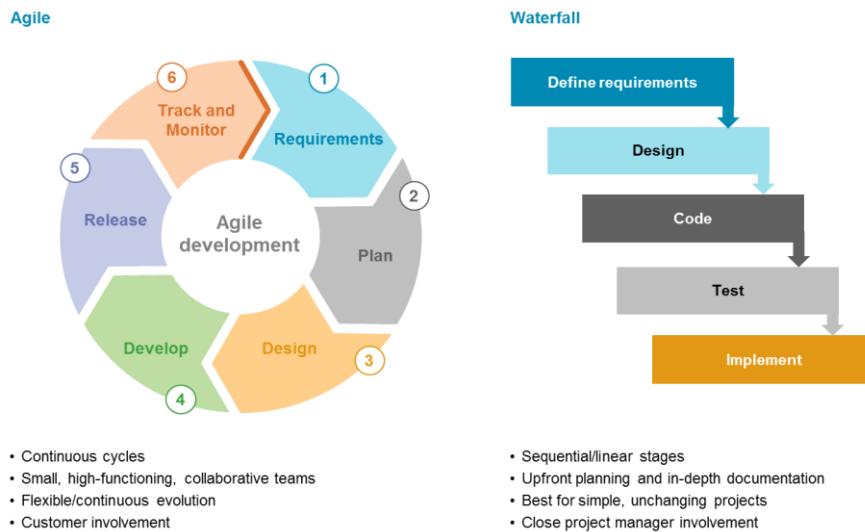 Agile
1
Requirements
2
Plan
3
Design
4
Develop
5
Release
6
Track and
Monitor
Agile
development
• Continuous cycles
• Small, high-functioning, collaborative teams
• Flexible/continuous evolution
• Customer involvement
Waterfall
Define requirements
Design
Code
Test
Implement
• Sequential/linear stages
• Upfront planning and in-depth documentation
• Best for simple, unchanging projects
• Close project manager involvement